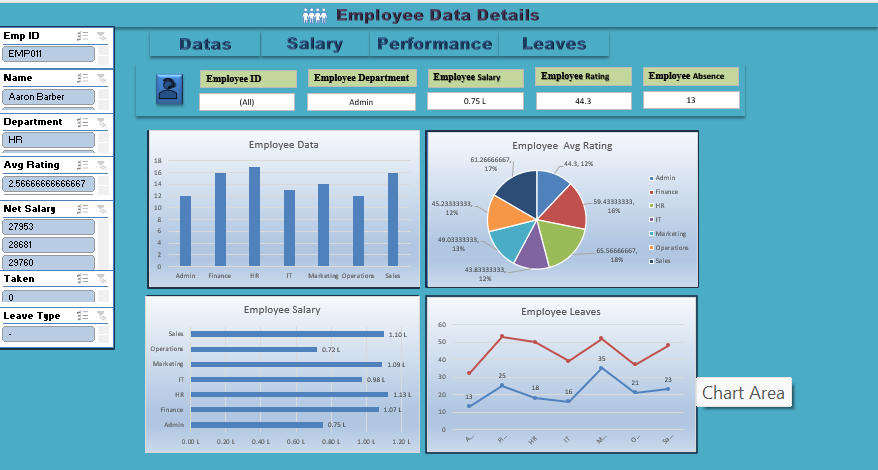 Employee Data Details
Datas
Salary
Performance
Leaves
Emp ID
EMP011
Name
Aaron Barber
Department
HR
Avg Rating
2.56666666666667
Net Salary
27953
28681
29760
Taken
0
Leave Type
-
Employee ID
(All)
Employee Department
Admin
Employee Salary
0.75 L
Employee Rating
44.3
Employee Absence
13
Employee Data
18
16
14
12
10
8
6
4
2
0
Admin Finance HR IT Marketing Operations Sales
Employee Avg Rating
61.26666667, 17%
44.3, 12%
59.43333333, 16%
65.56666667, 18%
43.83333333, 12%
49.03333333, 13%
45.23333333, 12%
Admin
Finance
HR
IT
Marketing
Operations
Sales
Employee Salary
Sales 1.10 L
Operations 0.72 L
Marketing 1.09 L
IT 0.98 L
HR 1.13 L
Finance 1.07 L
Admin 0.75 L
0.00 L 0.20 L 0.40 L 0.60 L 0.80 L 1.00 L 1.20 L
Employee Leaves
60
50
40
30
20
10
0
13 25 18 16 35 21 23
A... Fi... HR IT M... O... Sa...
Chart Area